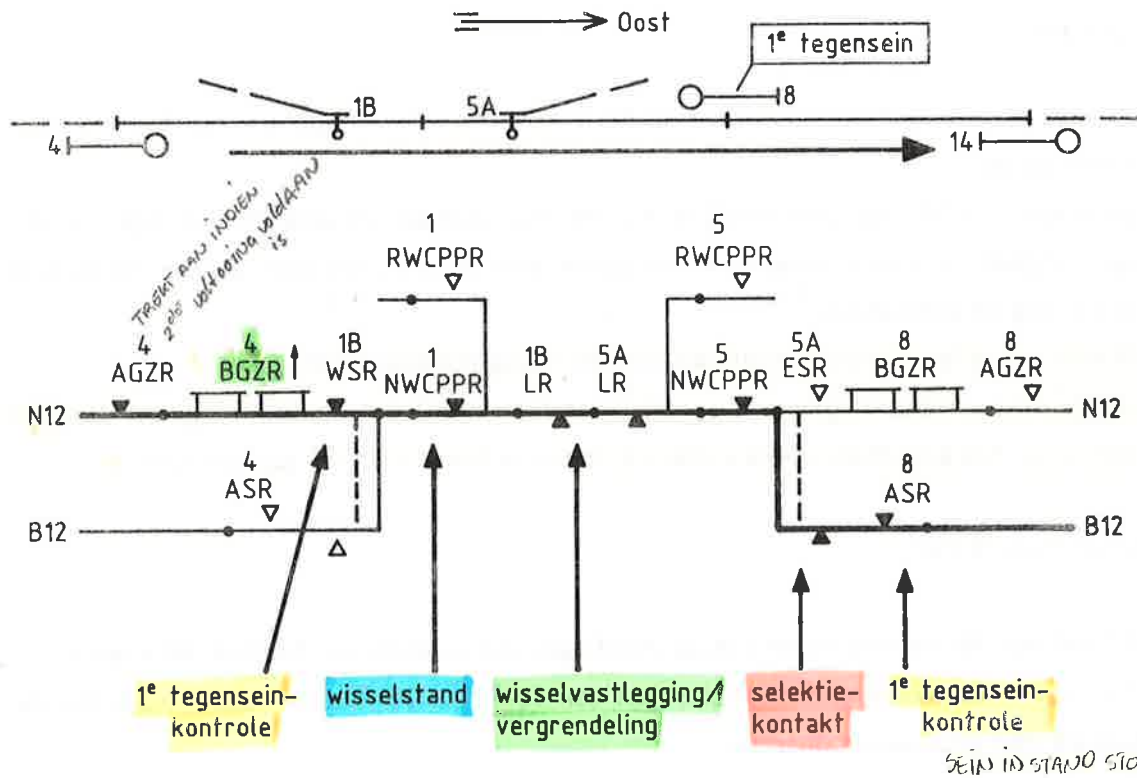 Oost
1e tegensein
8
1B
5A
4
14
TREKT AAN INDIEN
2de voltooiing voldAAN
is
1
RWCPPR
5
RWCPPR
4
AGZR
4
BGZR
1B
WSR
1
NWCPPR
1B
LR
5A
LR
5
NWCPPR
5A
ESR
8
BGZR
8
AGZR
N12
N12
4
ASR
8
ASR
B12
B12
1e tegensein-
kontrole
wisselstand
wisselvastlegging/
vergrendeling
selektie-
kontakt
1e tegensein-
kontrole
SEIN IN STAND STO